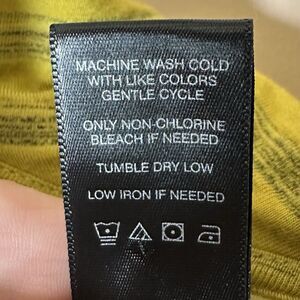 MACHINE WASH COLD
WITH LIKE COLORS
GENTLE CYCLE
ONLY NON-CHLORINE
BLEACH IF NEEDED
TUMBLE DRY LOW
LOW IRON IF NEEDED